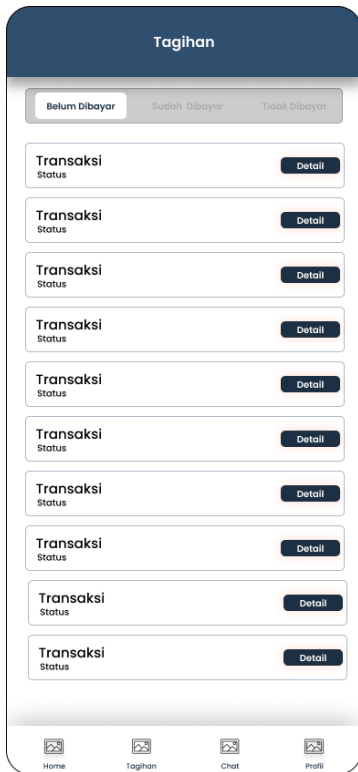 Tagihan
Belum Dibayar Sudah Dibayar Tidak Dibayar
Transaksi
Status
Detail
Transaksi
Status
Detail
Transaksi
Status
Detail
Transaksi
Status
Detail
Transaksi
Status
Detail
Transaksi
Status
Detail
Transaksi
Status
Detail
Transaksi
Status
Detail
Transaksi
Status
Detail
Transaksi
Status
Detail
Home Tagihan Chat Profil